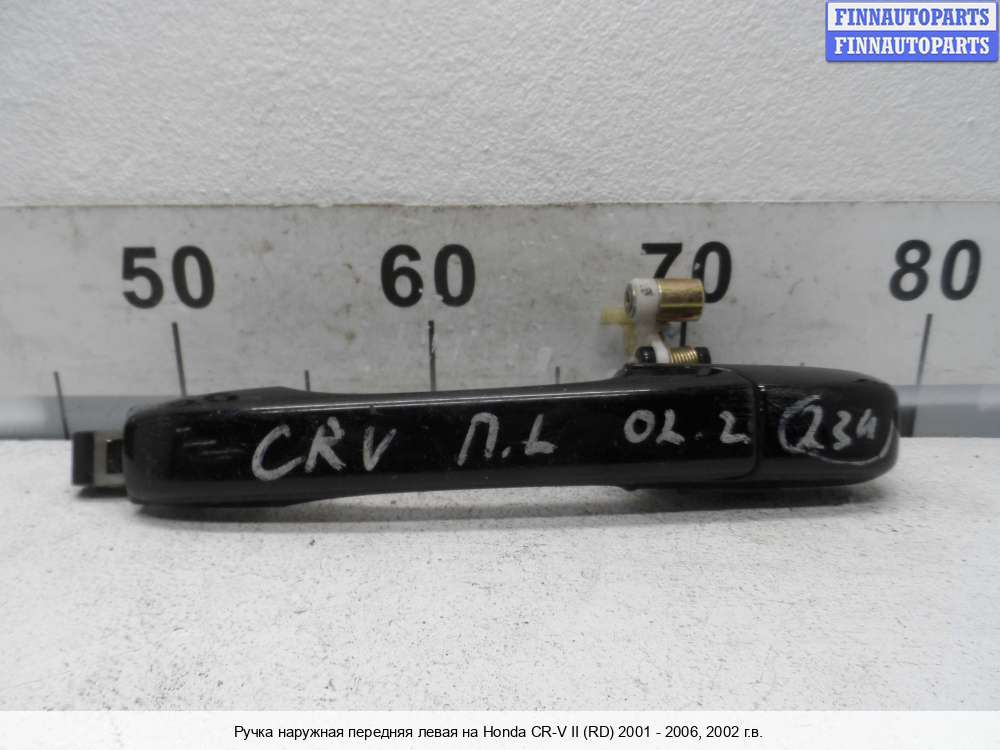 FINNAUTOPARTS
FINNAUTOPARTS
50 60 70 80
CRV П.L 02.2 234
Ручка наружная передняя левая на Honda CR-V II (RD) 2001 - 2006, 2002 г.в.